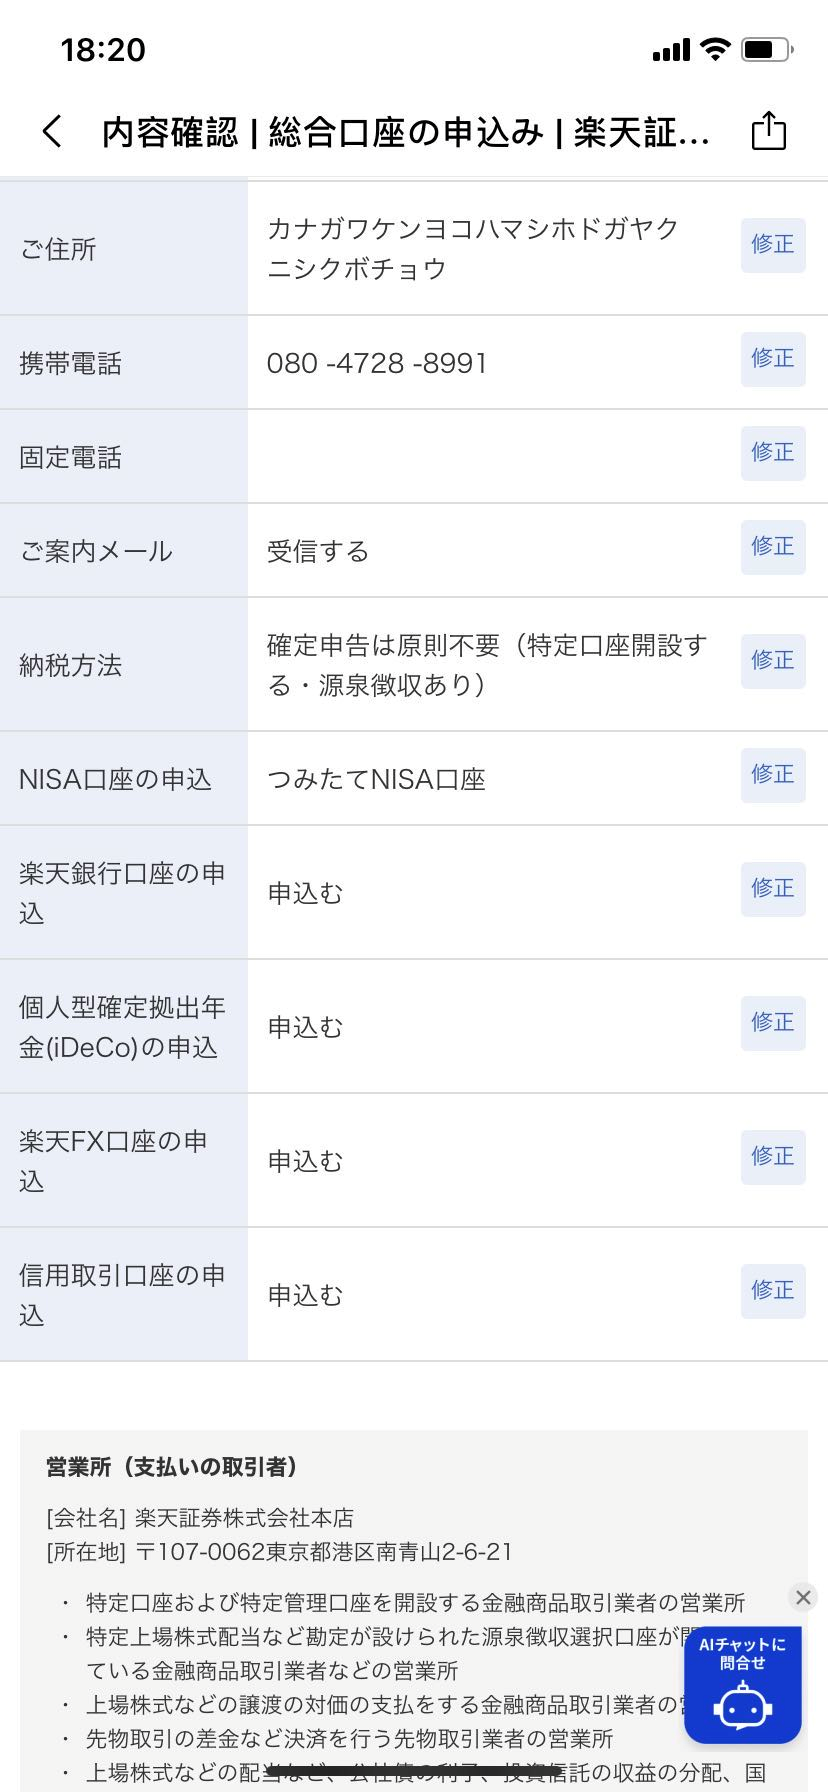 18:20
内容確認 | 総合口座の申込み | 楽天証...
ご住所
カナガワケンヨコハマシホドガヤク
ニシクボチョウ
修正
携帯電話
080 -4728 -8991
修正
固定電話
修正
ご案内メール
受信する
修正
納税方法
確定申告は原則不要（特定口座開設す
る・源泉徴収あり）
修正
NISA口座の申込
つみたてNISA口座
修正
楽天銀行口座の申
込
申込む
修正
個人型確定拠出年
金(iDeCo)の申込
申込む
修正
楽天FX口座の申
込
申込む
修正
信用取引口座の申
込
申込む
修正
営業所（支払いの取引者）
[会社名] 楽天証券株式会社本店
[所在地] 〒107-0062東京都港区南青山2-6-21
・ 特定口座および特定管理口座を開設する金融商品取引業者の営業所
・ 特定上場株式配当など勘定が設けられた源泉徴収選択口座が
ている金融商品取引業者などの営業所
・ 上場株式などの譲渡の対価の支払をする金融商品取引業者の
・ 先物取引の差金など決済を行う先物取引業者の営業所
・ 上場株式などの配当など、公社債の利子、投資信託の収益の分配、国
AIチャットに
問合せ